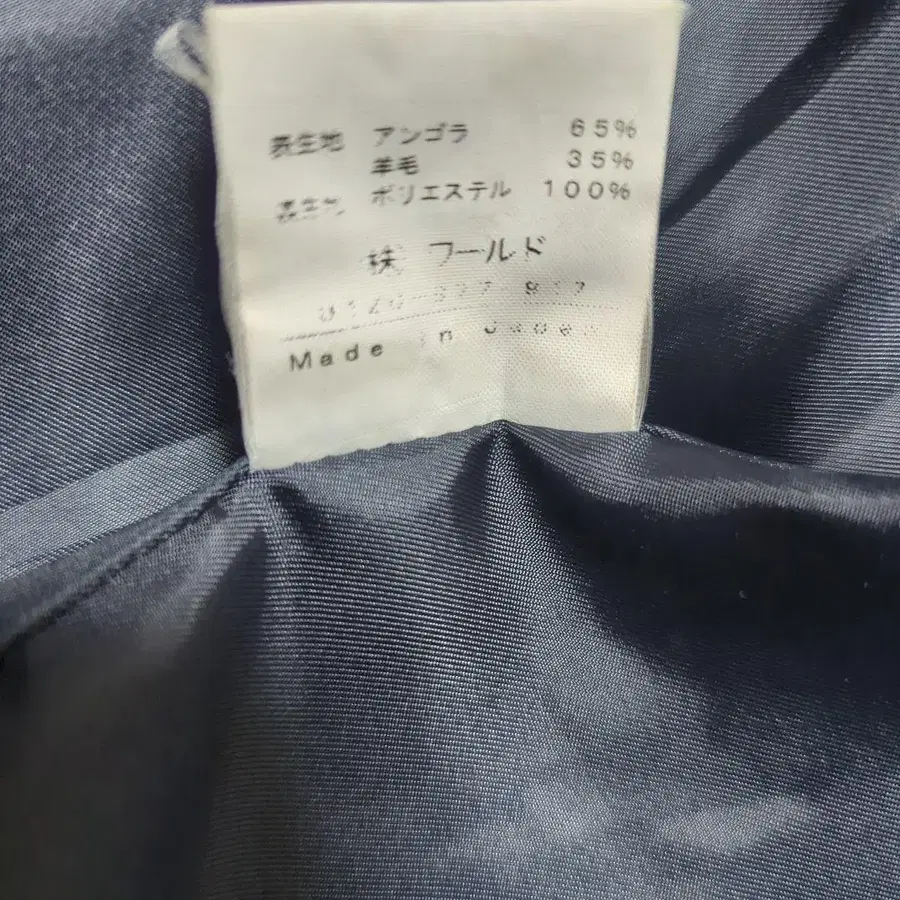 表生地 アンゴラ 65%
羊毛 35%
ポリエステル 100%
株 ワールド
Made in